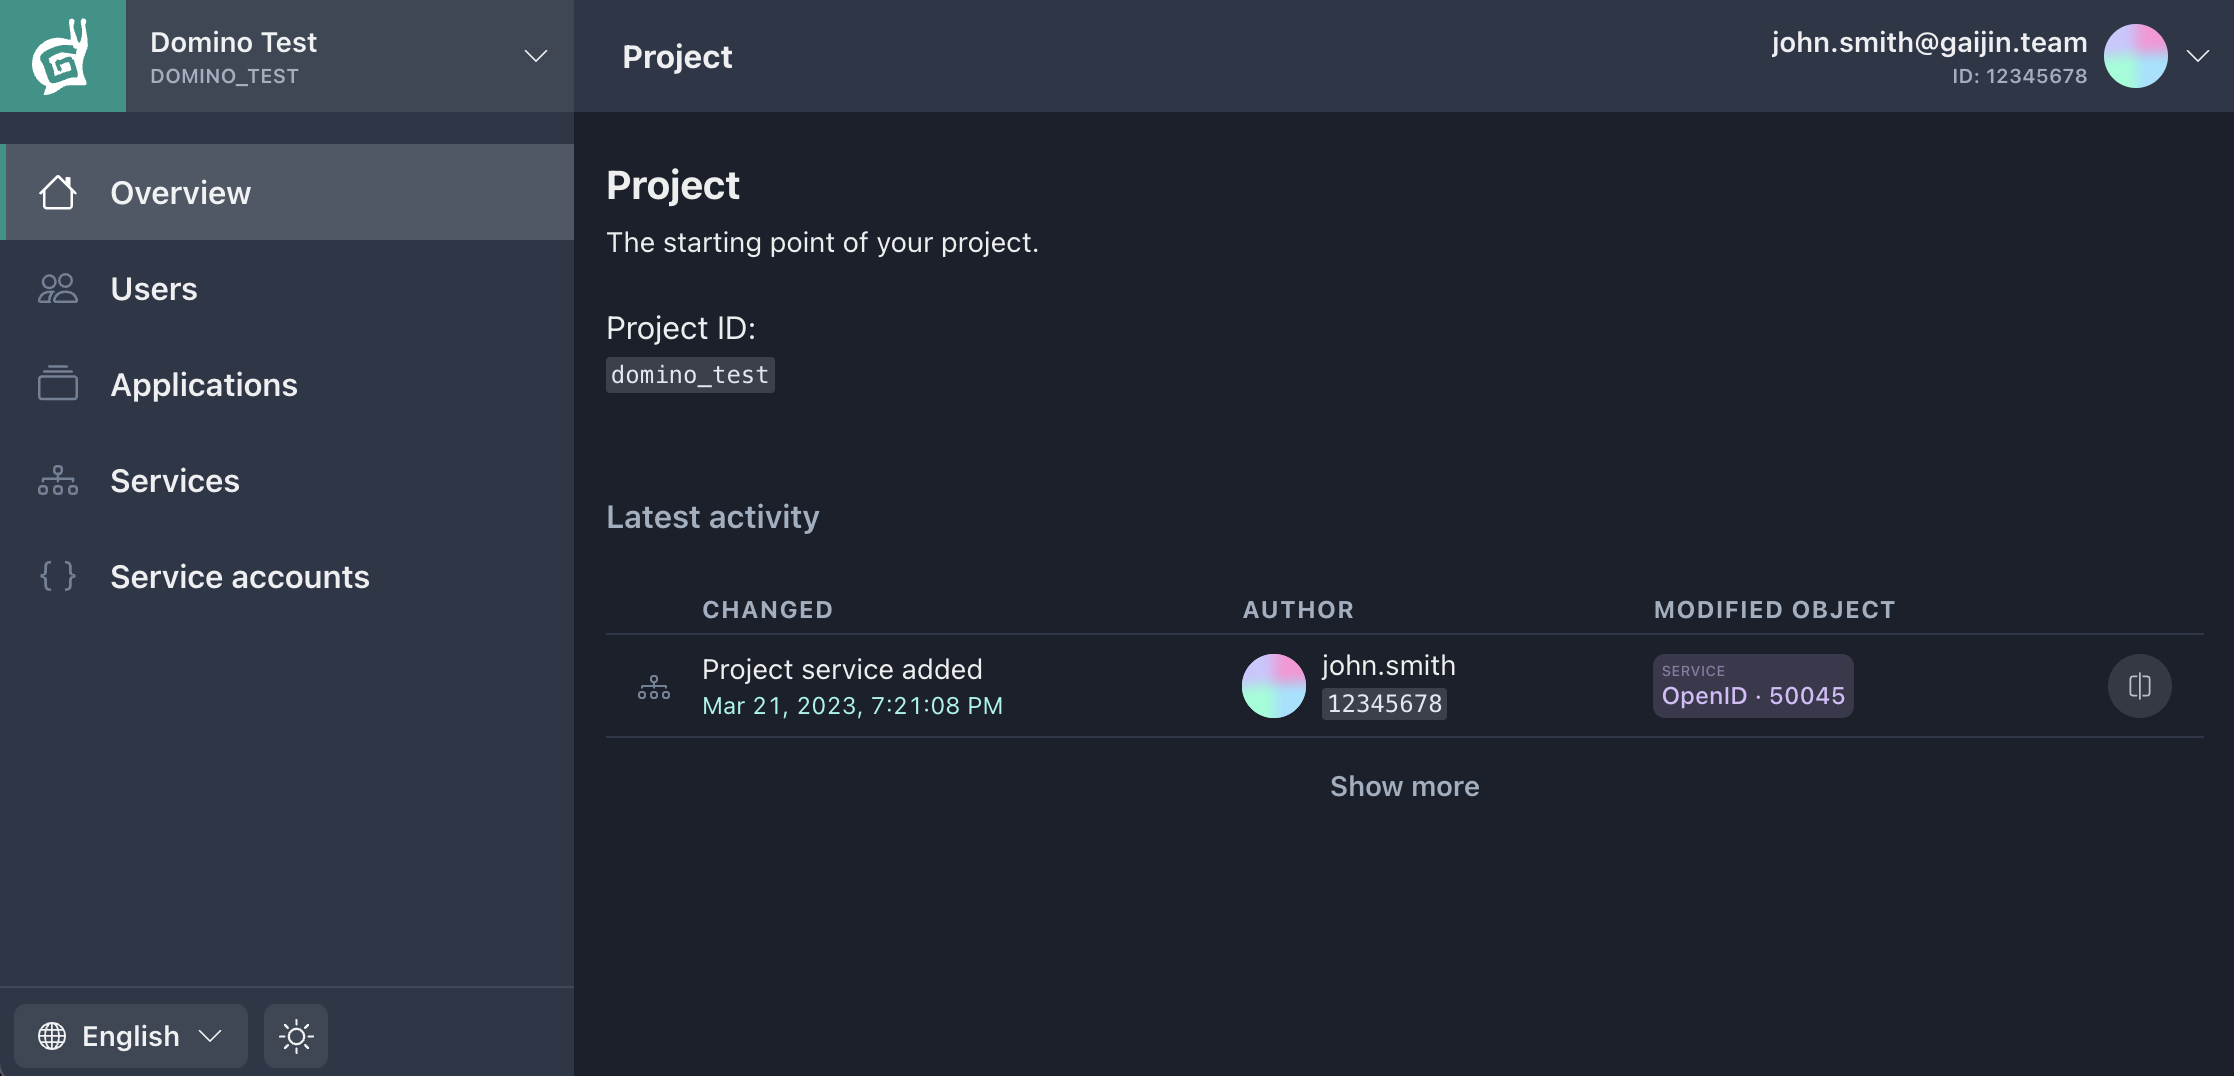 Domino Test
DOMINO_TEST
Project
john.smith@gaijin.team
ID: 12345678
Overview
Users
Applications
Services
Service accounts
English
Project
The starting point of your project.
Project ID:
domino_test
Latest activity
CHANGED AUTHOR MODIFIED OBJECT
Project service added
Mar 21, 2023, 7:21:08 PM
john.smith
12345678
SERVICE
OpenID · 50045
Show more